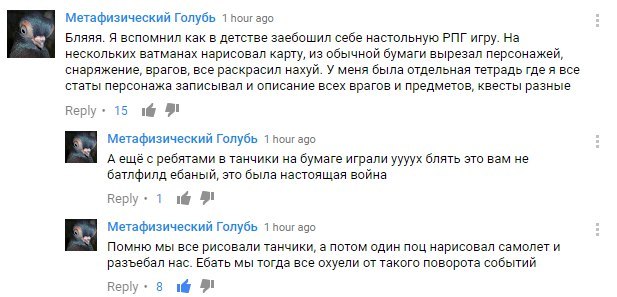 Метафизический Голубь 1 hour ago
Бляяя. Я вспомнил как в детстве заебошил себе настольную РПГ игру. На
нескольких ватманах нарисовал карту, из обычной бумаги вырезал персонажей,
снаряжение, врагов, все раскрасил нахуй. У меня была отдельная тетрадь где я все
статы персонажа записывал и описание всех врагов и предметов, квесты разные
Reply • 15
Метафизический Голубь 1 hour ago
А ещё с ребятами в танчики на бумаге играли уууух блять это вам не
батлфилд ебаный, это была настоящая война
Reply • 1
Метафизический Голубь 1 hour ago
Помню мы все рисовали танчики, а потом один поц нарисовал самолет и
разъебал нас. Ебать мы тогда все охуели от такого поворота событий
Reply • 8